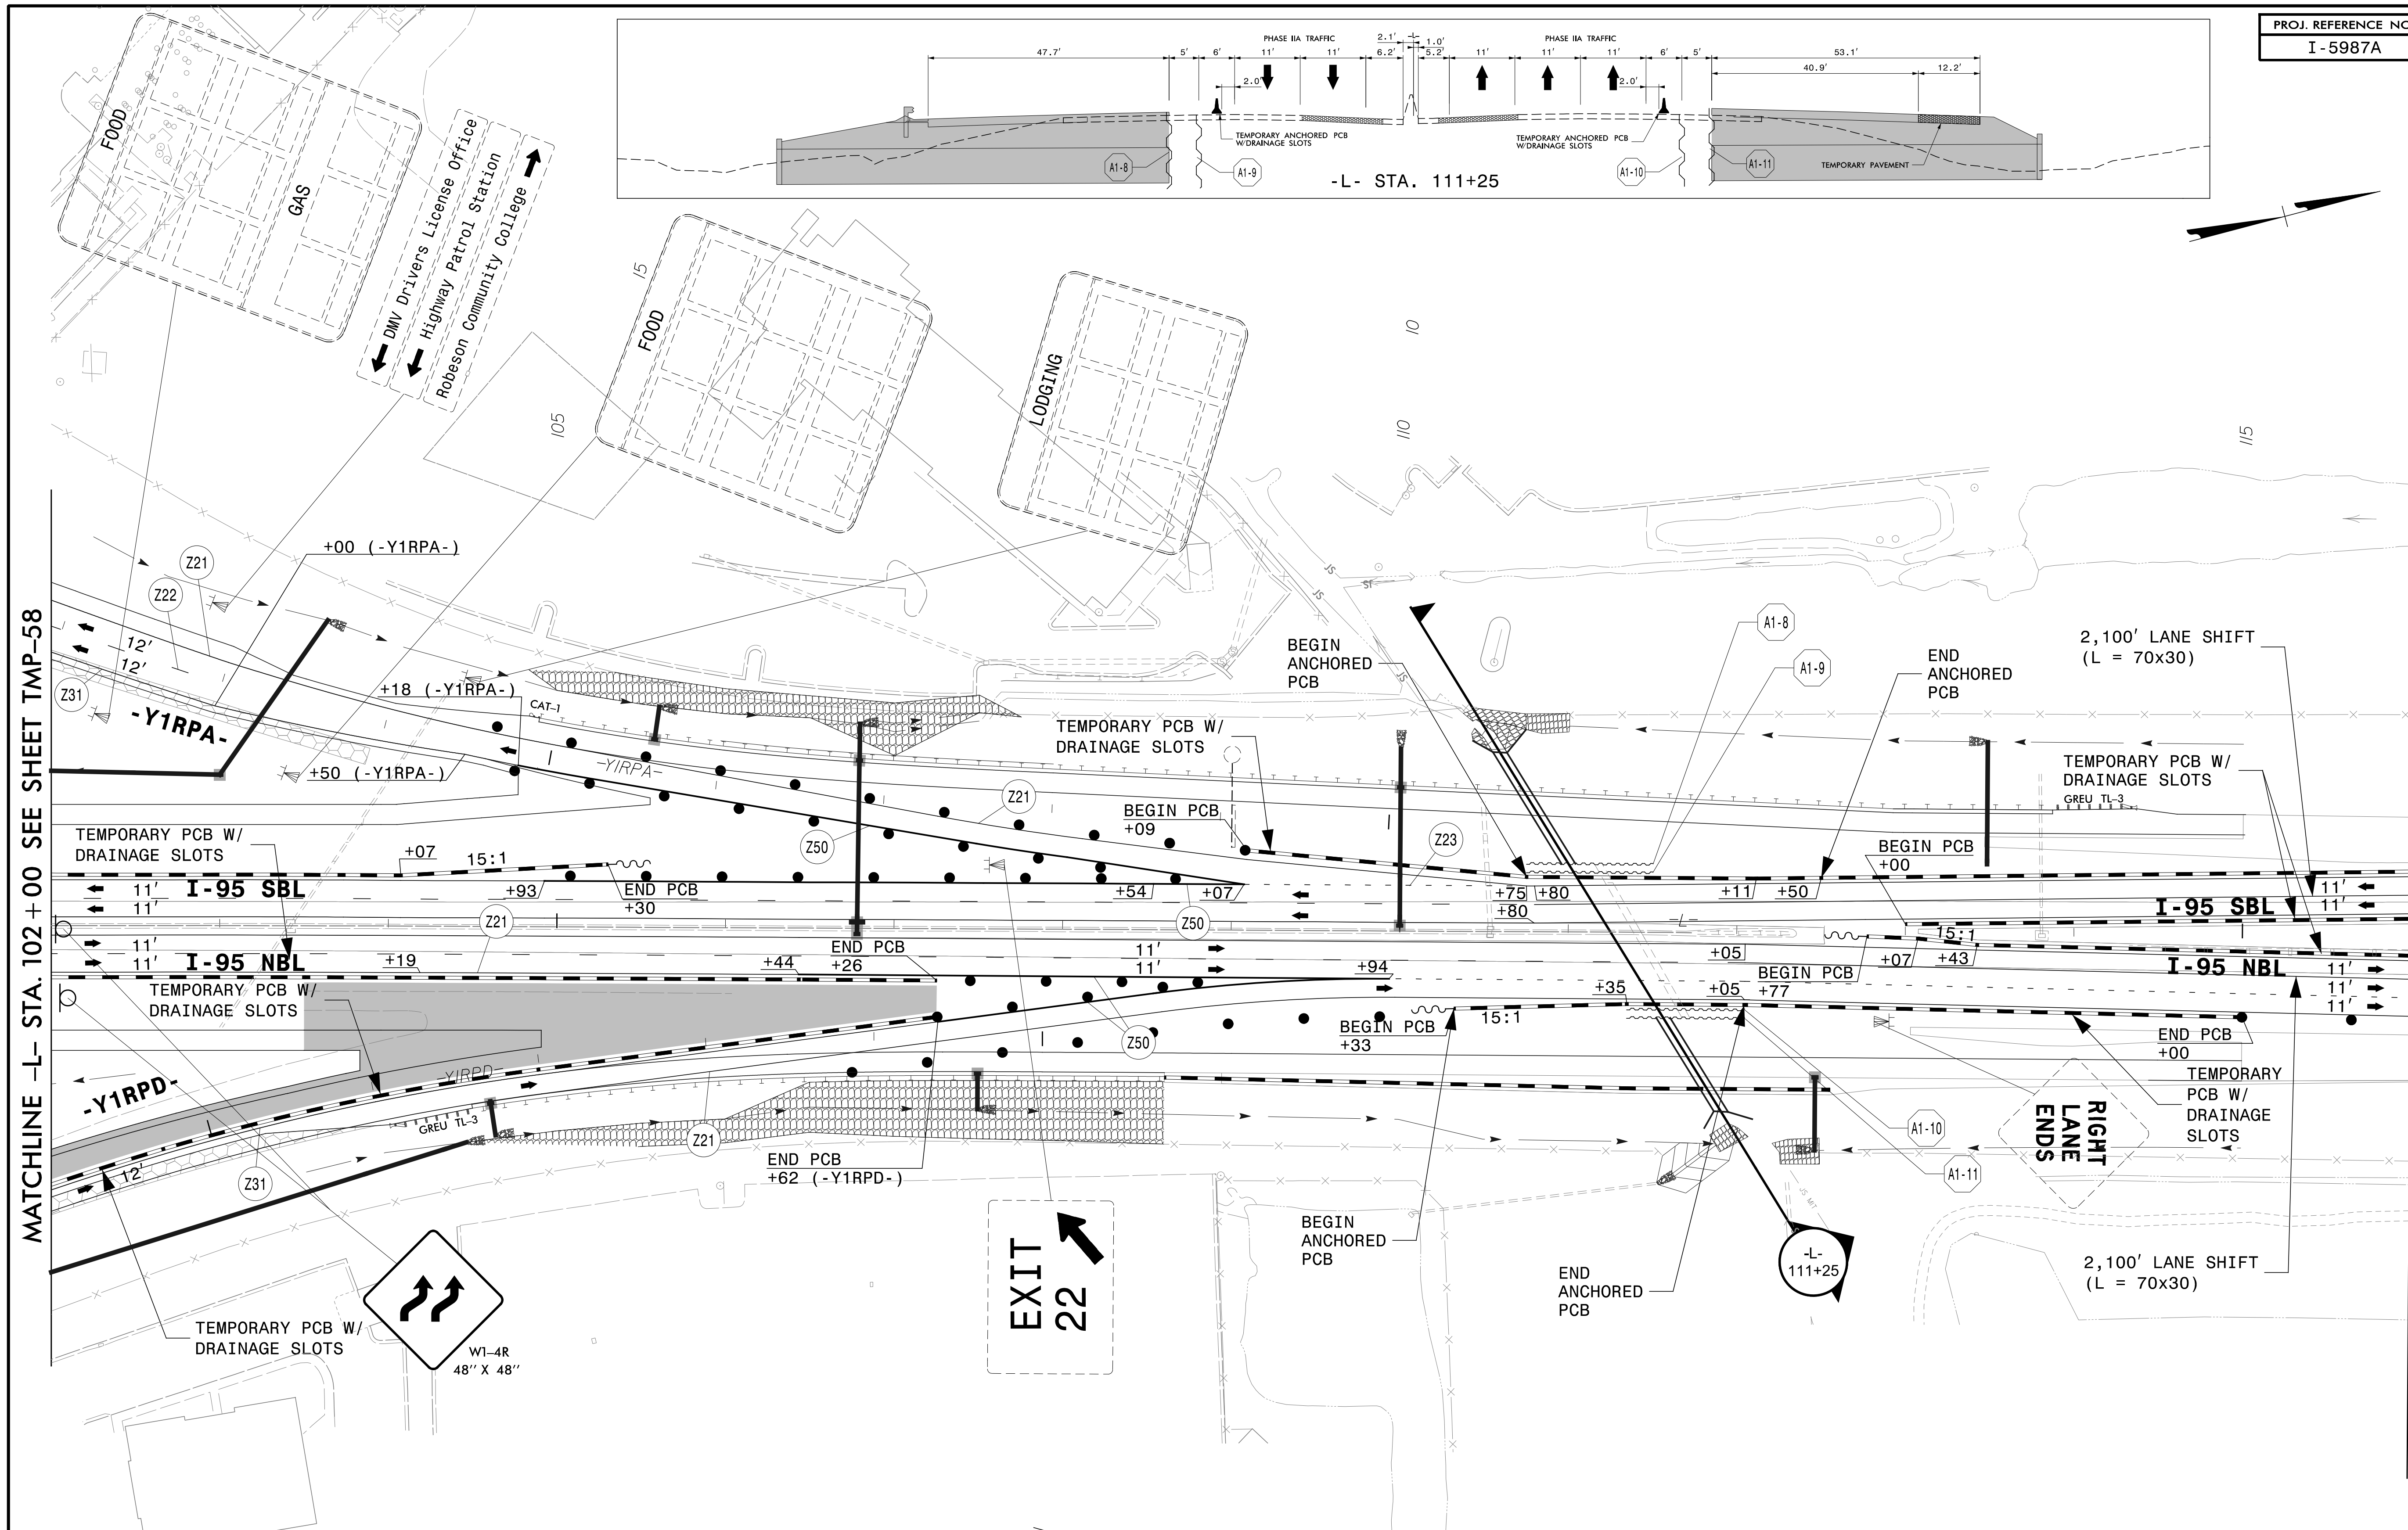 PROJ. REFERENCE NO
I-5987A
PHASE IIA TRAFFIC
PHASE IIA TRAFFIC
47.7'
5'
6'
11'
11'
6.2'
2.1'
-L-
1.0'
5.2'
11'
11'
11'
6'
5'
53.1'
40.9'
12.2'
2.0'
2.0'
TEMPORARY ANCHORED PCB
W/DRAINAGE SLOTS
TEMPORARY ANCHORED PCB
W/DRAINAGE SLOTS
TEMPORARY PAVEMENT
A1-8
A1-9
A1-10
A1-11
-L- STA. 111+25
FOOD
GAS
DMV Drivers License Office
Highway Patrol Station
Robeson Community College
15
FOOD
LODGING
10
105
110
115
MATCHLINE -L- STA. 102+00 SEE SHEET TMP-58
+00 (-Y1RPA-)
Z21
Z22
12'
12'
Z31
-Y1RPA-
+18 (-Y1RPA-)
CAT-1
+50 (-Y1RPA-)
-Y1RPA-
Z50
Z21
TEMPORARY PCB W/
DRAINAGE SLOTS
BEGIN PCB
+09
BEGIN
ANCHORED
PCB
JS
JS
JS
JS
Z23
A1-8
A1-9
END
ANCHORED
PCB
2,100' LANE SHIFT
(L = 70x30)
TEMPORARY PCB W/
DRAINAGE SLOTS
GREU TL-3
BEGIN PCB
+00
TEMPORARY PCB W/
DRAINAGE SLOTS
+07
15:1
11'
I-95 SBL
11'
+93
END PCB
+30
+54
+07
+75
+80
+80
+11
+50
Z21
Z50
-L-
I-95 SBL
11'
11'
11'
I-95 NBL
11'
+19
+44
END PCB
+26
11'
11'
+94
+05
BEGIN PCB
+77
+07
+43
15:1
I-95 NBL
11'
11'
11'
TEMPORARY PCB W/
DRAINAGE SLOTS
-Y1RPD-
-Y1RPD-
12'
Z31
GREU TL-3
Z21
Z50
BEGIN PCB
+33
15:1
+35
+05
END PCB
+00
TEMPORARY
PCB W/
DRAINAGE
SLOTS
END PCB
+62 (-Y1RPD-)
A1-10
A1-11
RIGHT
LANE
ENDS
JS MIT
BEGIN
ANCHORED
PCB
END
ANCHORED
PCB
-L-
111+25
2,100' LANE SHIFT
(L = 70x30)
EXIT
22
TEMPORARY PCB W/
DRAINAGE SLOTS
W1-4R
48'' X 48''